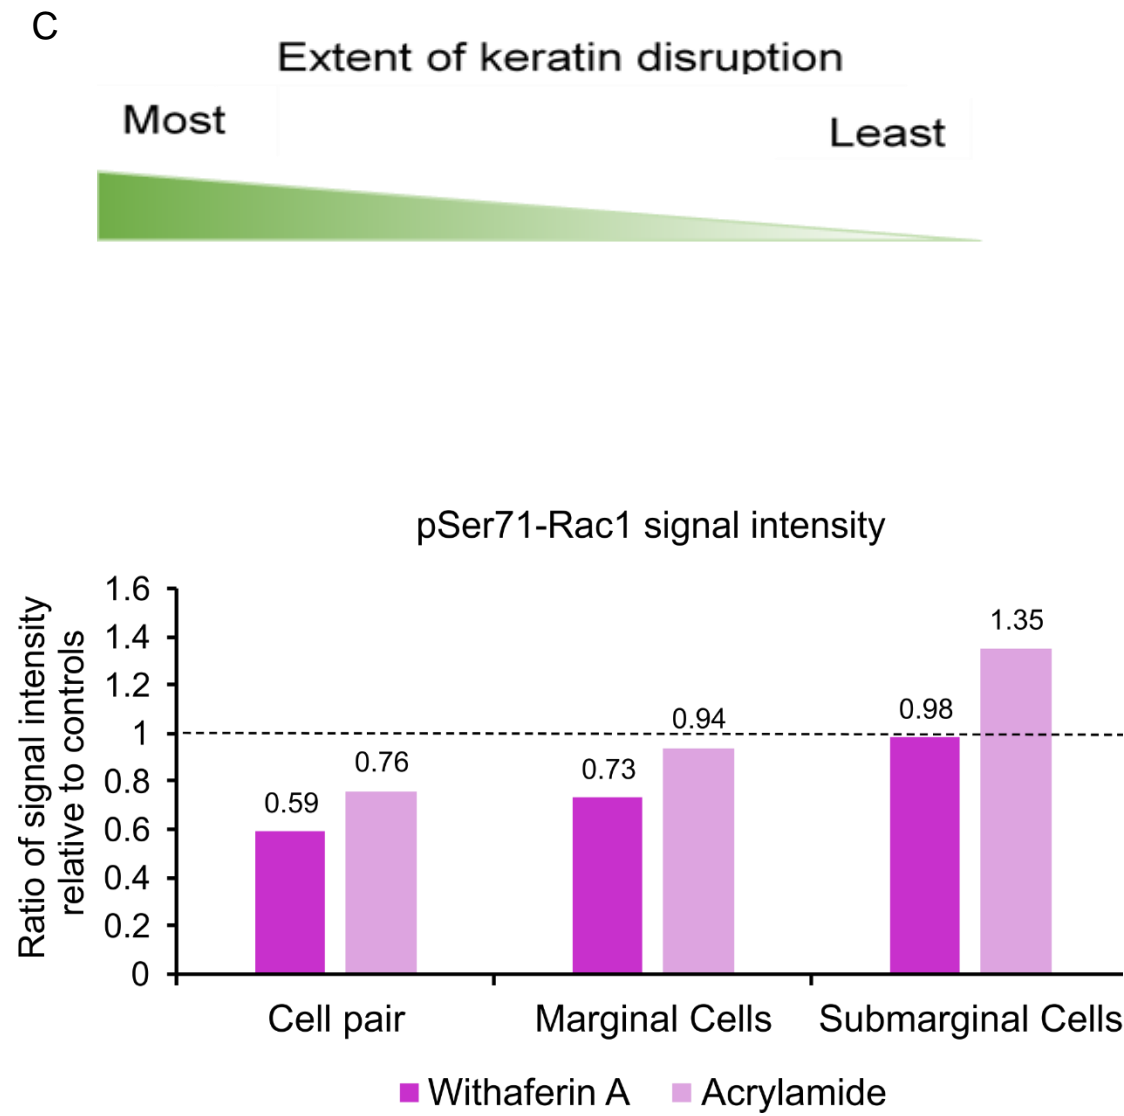 C
Extent of keratin disruption
Most
Least
pSer71-Rac1 signal intensity
Ratio of signal intensity
relative to controls
1.6
1.4
1.2
1
0.8
0.6
0.4
0.2
0
0.59
0.76
0.73
0.94
0.98
1.35
Cell pair
Marginal Cells
Submarginal Cells
Withaferin A
Acrylamide